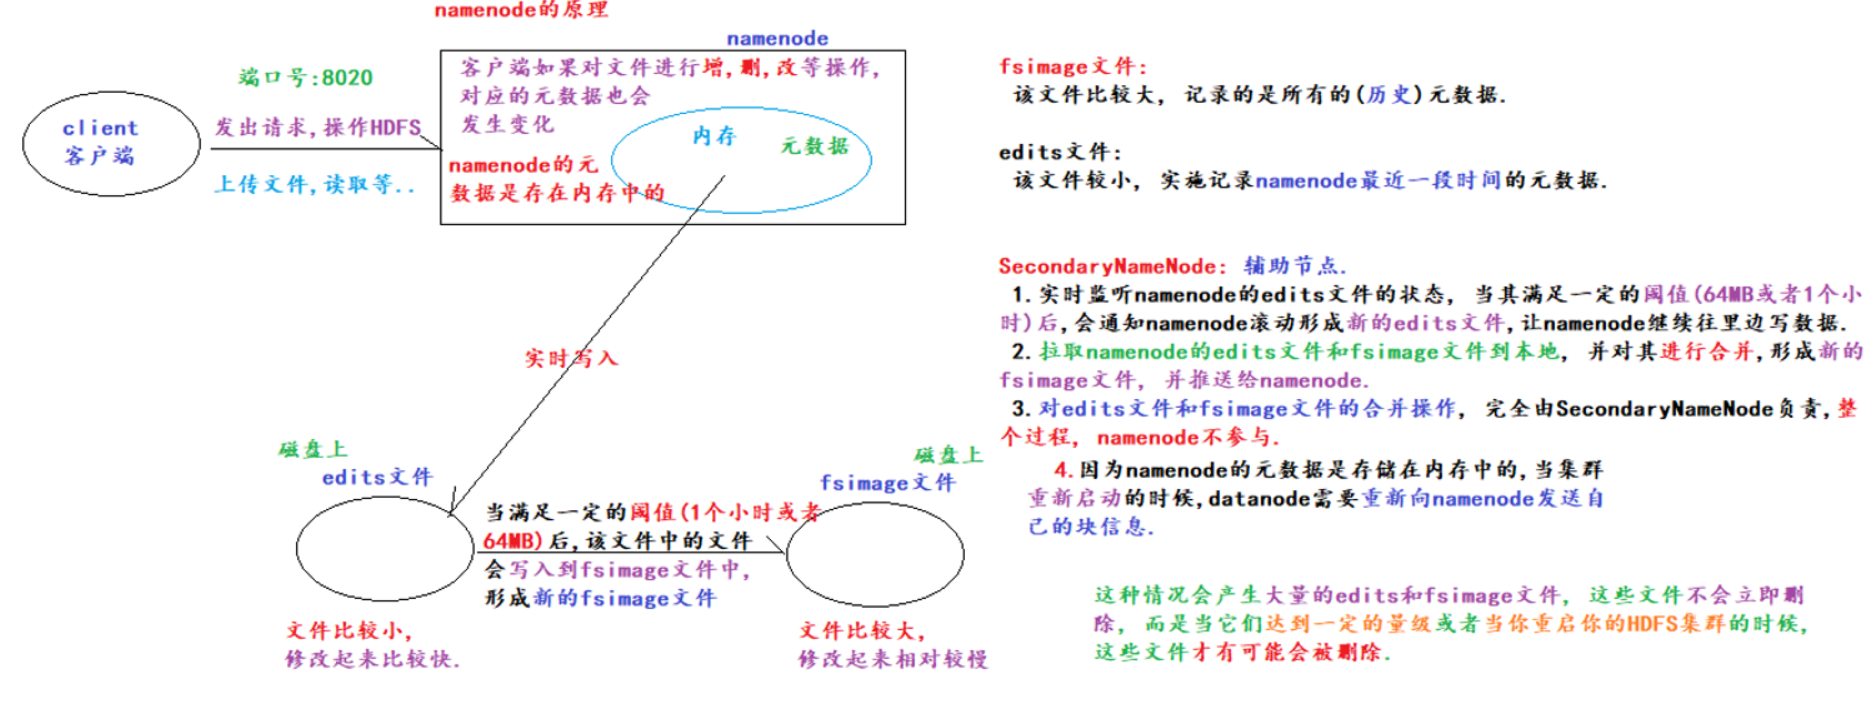 namenode的原理
namenode
端口号:8020
client
客户端
发出请求,操作HDFS
上传文件,读取等..
客户端如果对文件进行增,删,改等操作,
对应的元数据也会
发生变化
内存
元数据
namenode的元
数据是存在内存中的
实时写入
磁盘上
edits文件
当满足一定的阈值(1个小时或者
64MB)后,该文件中的文件
会写入到fsimage文件中,
形成新的fsimage文件
磁盘上
fsimage文件
文件比较小,
修改起来比较快.
文件比较大,
修改起来相对较慢
fsimage文件:
该文件比较大, 记录的是所有的(历史)元数据.
edits文件:
该文件较小, 实施记录namenode最近一段时间的元数据.
SecondaryNameNode: 辅助节点.
1.实时监听namenode的edits文件的状态, 当其满足一定的阈值(64MB或者1个小
时)后,会通知namenode滚动形成新的edits文件,让namenode继续往里边写数据.
2.拉取namenode的edits文件和fsimage文件到本地, 并对其进行合并,形成新的
fsimage文件, 并推送给namenode.
3.对edits文件和fsimage文件的合并操作, 完全由SecondaryNameNode负责,整
个过程, namenode不参与.
4.因为namenode的元数据是存储在内存中的,当集群
重新启动的时候,datanode需要重新向namenode发送自
己的块信息.
这种情况会产生大量的edits和fsimage文件, 这些文件不会立即删
除, 而是当它们达到一定的量级或者当你重启你的HDFS集群的时候,
这些文件才有可能会被删除.